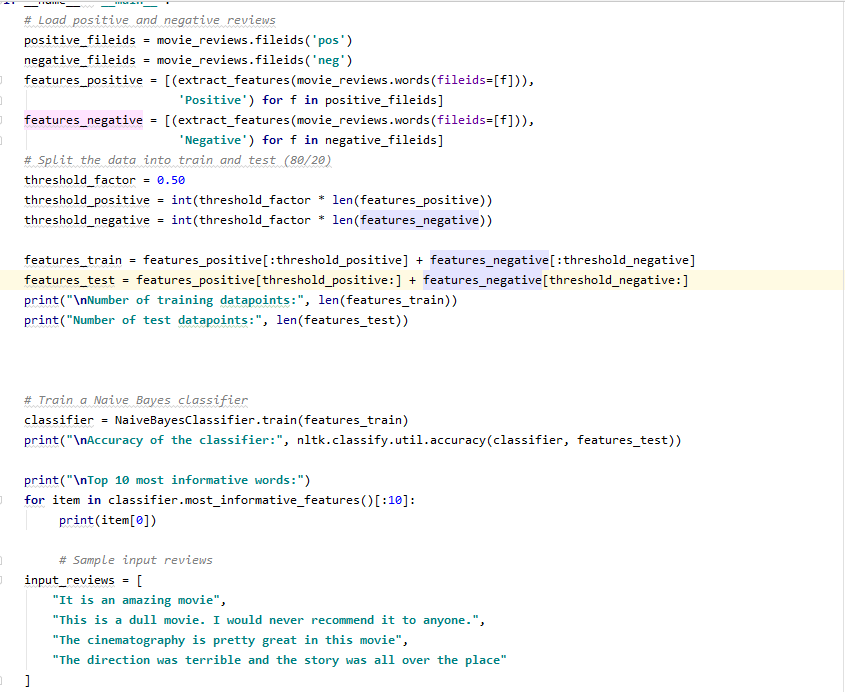 # Load positive and negative reviews
positive_fileids = movie_reviews.fileids('pos')
negative_fileids = movie_reviews.fileids('neg')
features_positive = [(extract_features(movie_reviews.words(fileids=[f])),
                      'Positive') for f in positive_fileids]
features_negative = [(extract_features(movie_reviews.words(fileids=[f])),
                      'Negative') for f in negative_fileids]
# Split the data into train and test (80/20)
threshold_factor = 0.50
threshold_positive = int(threshold_factor * len(features_positive))
threshold_negative = int(threshold_factor * len(features_negative))
features_train = features_positive[:threshold_positive] + features_negative[:threshold_negative]
features_test = features_positive[threshold_positive:] + features_negative[threshold_negative:]
print("\nNumber of training datapoints:", len(features_train))
print("Number of test datapoints:", len(features_test))
# Train a Naive Bayes classifier
classifier = NaiveBayesClassifier.train(features_train)
print("\nAccuracy of the classifier:", nltk.classify.util.accuracy(classifier, features_test))
print("\nTop 10 most informative words:")
for item in classifier.most_informative_features()[:10]:
     print(item[0])
     # Sample input reviews
input_reviews = [
    "It is an amazing movie",
    "This is a dull movie. I would never recommend it to anyone.",
    "The cinematography is pretty great in this movie",
    "The direction was terrible and the story was all over the place"
]